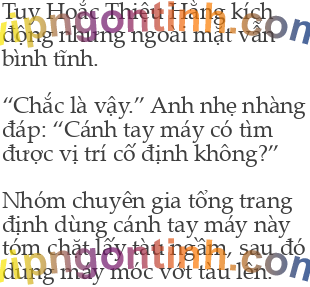 Tuy Hoắc Thiệu Hằng kích
động nhưng ngoài mặt vẫn
bình tĩnh.
“Chắc là vậy.” Anh nhẹ nhàng
đáp: “Cánh tay máy có tìm
được vị trí cố định không?”
Nhóm chuyên gia tổng trang
định dùng cánh tay máy này
tóm chặt lấy tàu ngầm, sau đó
dùng máy móc vớt tàu lên.
vipngontinh.com
vipngontinh.com